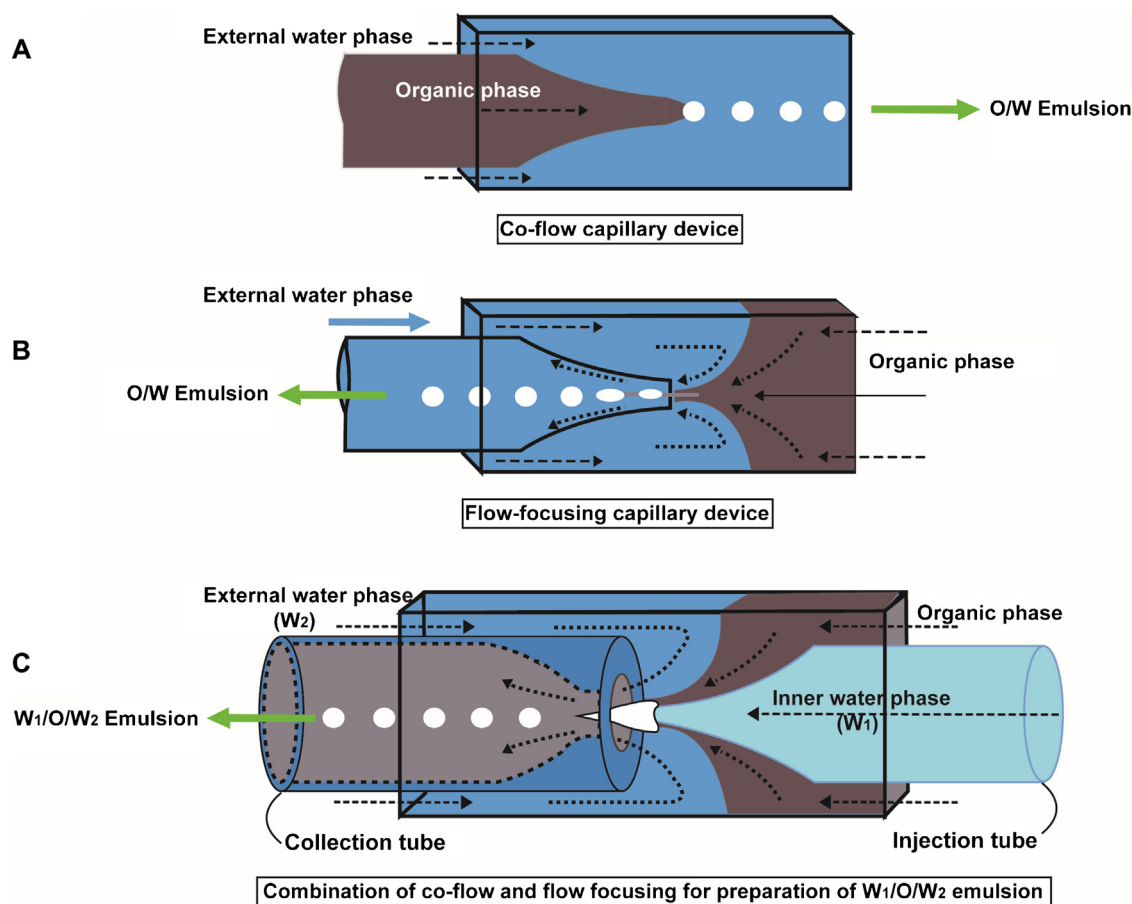 A
External water phase
Organic phase
O/W Emulsion
Co-flow capillary device
External water phase
B
Organic phase
O/W Emulsion
Flow-focusing capillary device
External water phase
(W₂)
Organic phase
C
Inner water phase
(W₁)
W₁/O/W₂ Emulsion
Collection tube
Injection tube
Combination of co-flow and flow focusing for preparation of W₁/O/W₂ emulsion